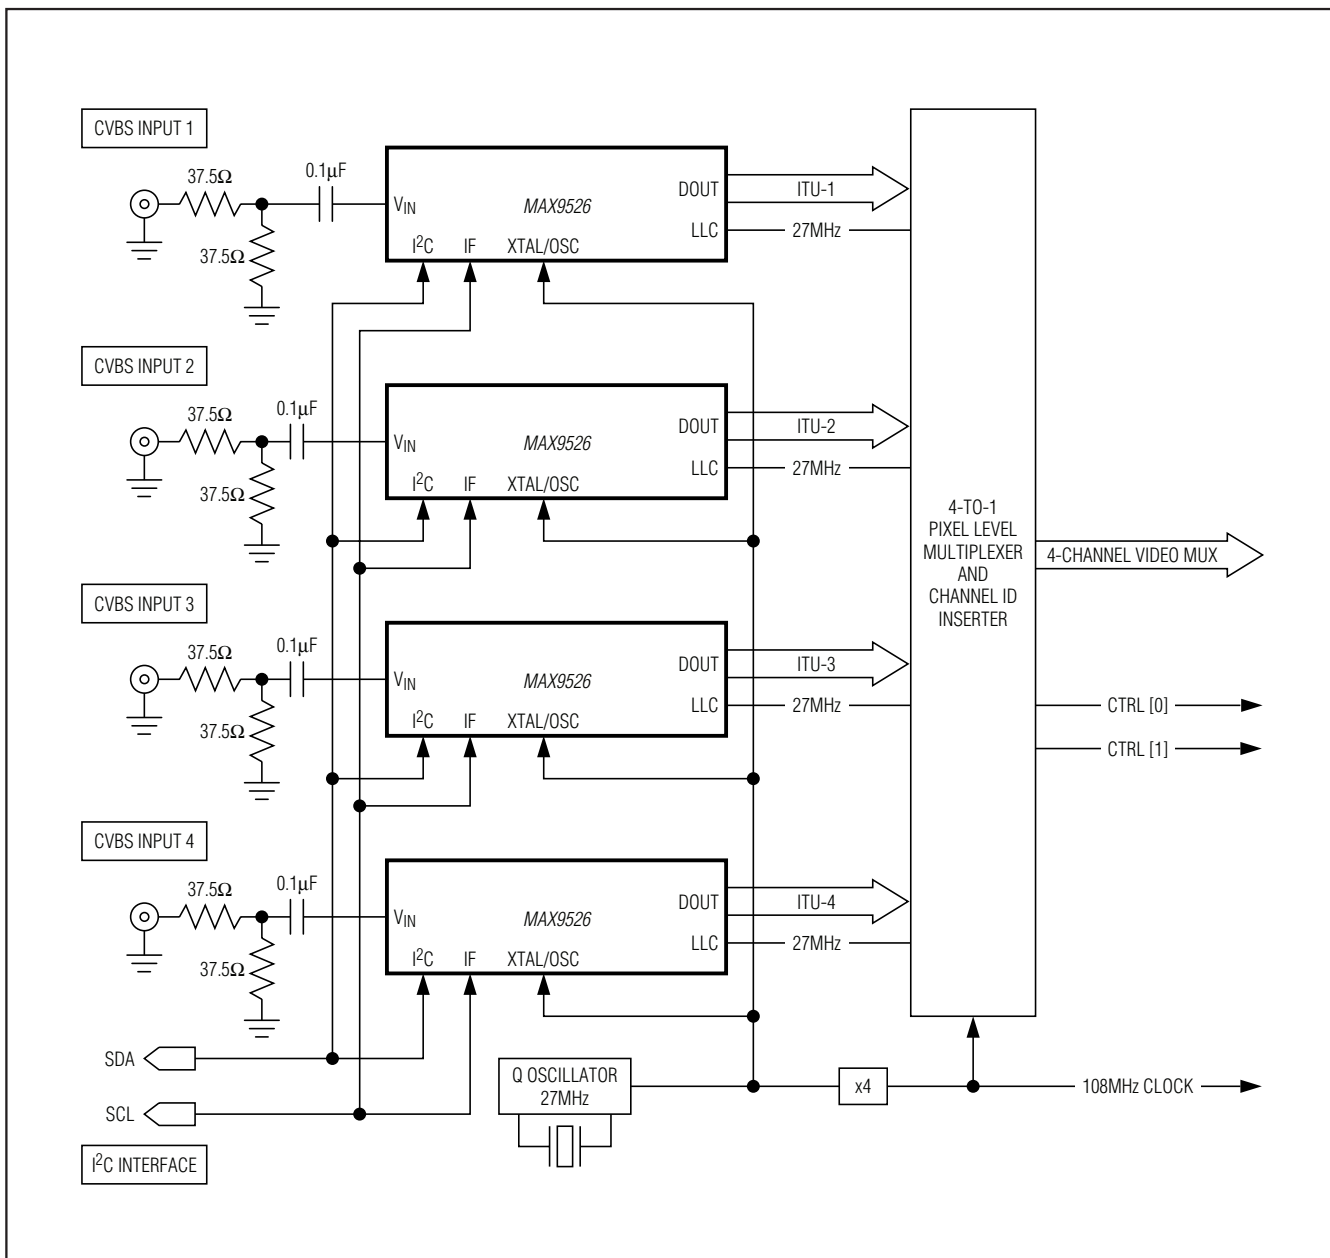 CVBS INPUT 1
37.5Ω
0.1µF
37.5Ω
VIN
MAX9526
DOUT
LLC
I2C IF XTAL/OSC
ITU-1
27MHz
CVBS INPUT 2
37.5Ω
0.1µF
37.5Ω
VIN
MAX9526
DOUT
LLC
I2C IF XTAL/OSC
ITU-2
27MHz
CVBS INPUT 3
37.5Ω
0.1µF
37.5Ω
VIN
MAX9526
DOUT
LLC
I2C IF XTAL/OSC
ITU-3
27MHz
CVBS INPUT 4
37.5Ω
0.1µF
37.5Ω
VIN
MAX9526
DOUT
LLC
I2C IF XTAL/OSC
ITU-4
27MHz
4-TO-1
PIXEL LEVEL
MULTIPLEXER
AND
CHANNEL ID
INSERTER
4-CHANNEL VIDEO MUX
CTRL [0]
CTRL [1]
SDA
SCL
I2C INTERFACE
Q OSCILLATOR
27MHz
x4
108MHz CLOCK